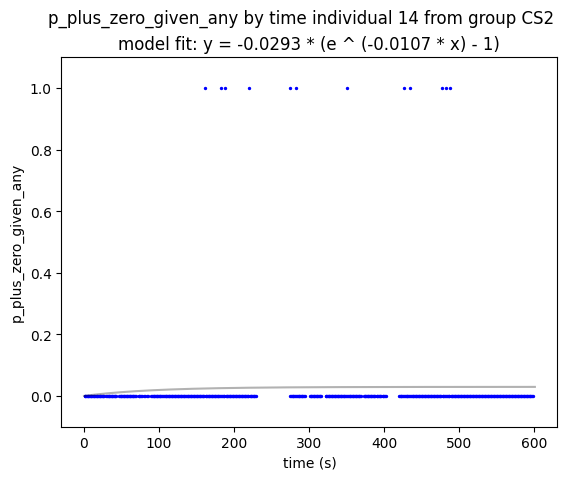 p_plus_zero_given_any by time individual 14 from group CS2
model fit: y = -0.0293 * (e ^ (-0.0107 * x) - 1)
1.0
0.8
0.6
0.4
0.2
0.0
p_plus_zero_given_any
0 100 200 300 400 500 600
time (s)